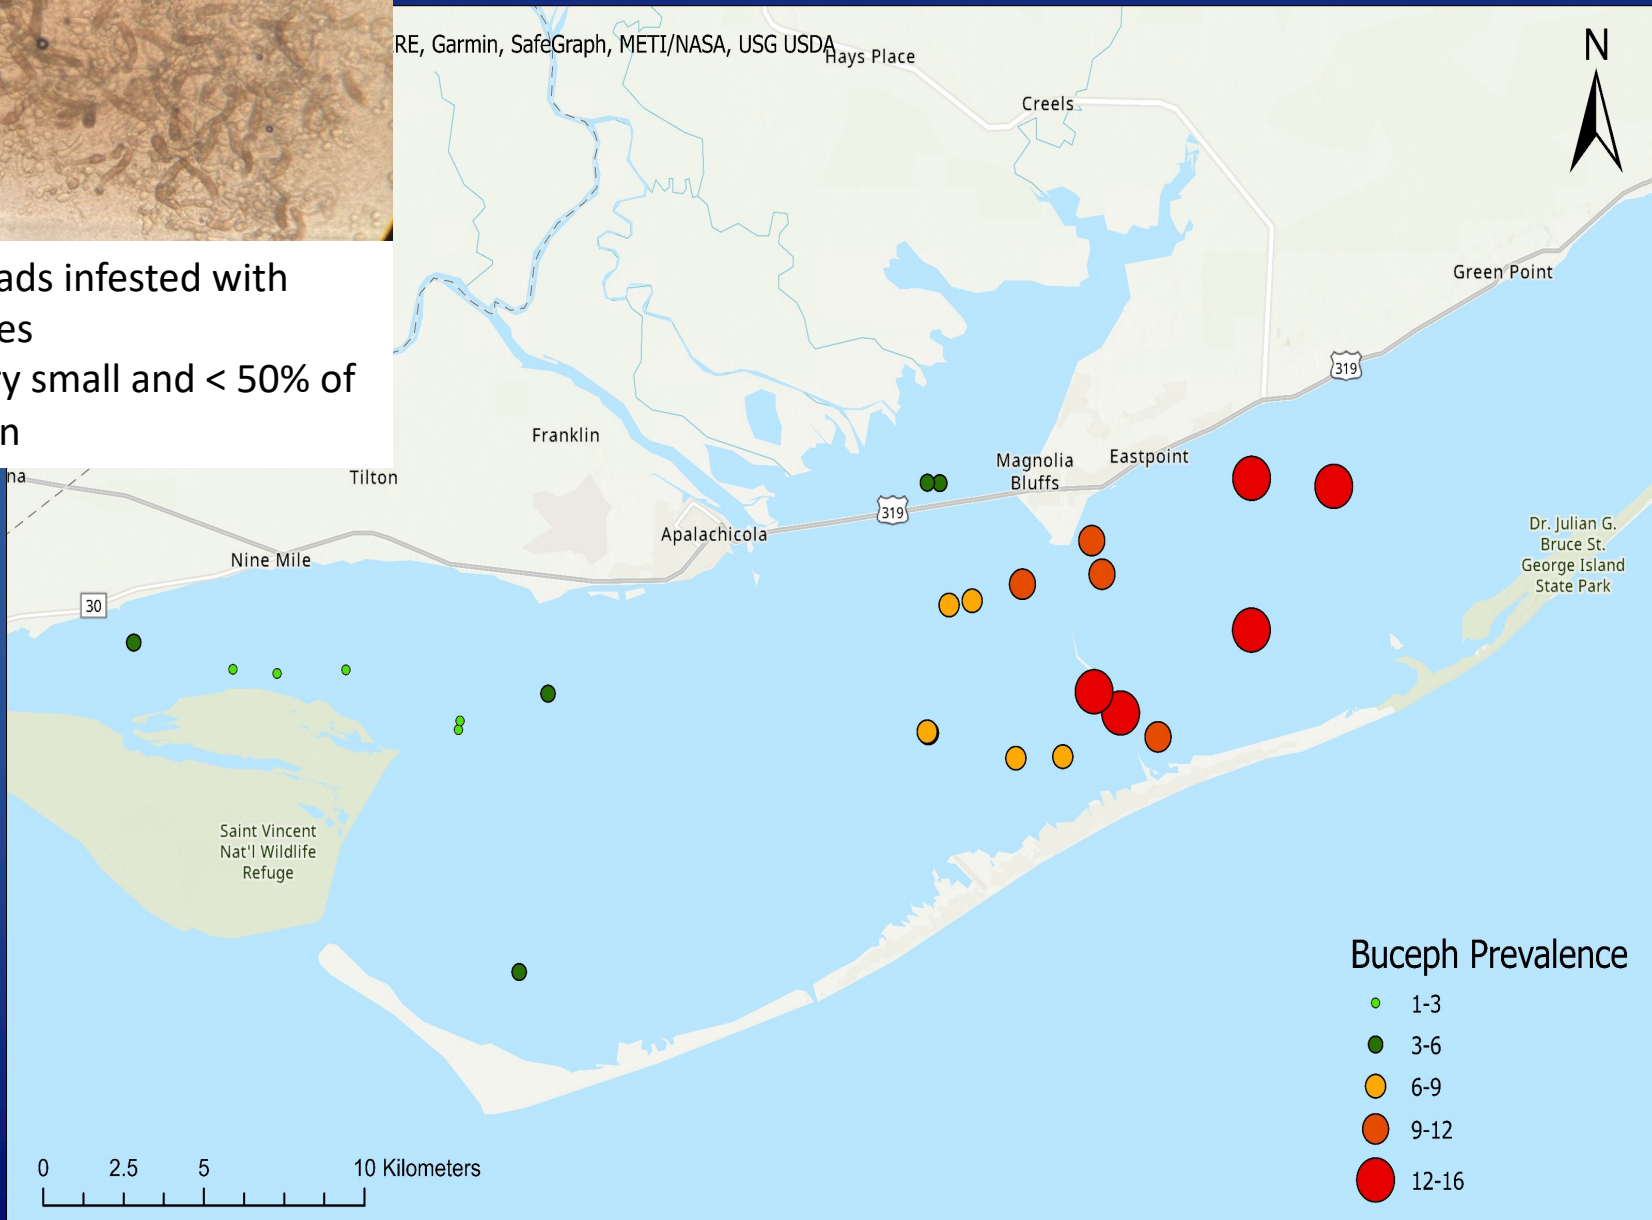 RE, Garmin, SafeGraph, METI/NASA, USG USDA
Hays Place
N
Creels
ads infested with
es
ry small and < 50% of
n
Green Point
319
Franklin
Magnolia
Bluffs
Eastpoint
na
Tilton
319
Apalachicola
Dr. Julian G.
Bruce St.
George Island
State Park
Nine Mile
30
Saint Vincent
Nat'l Wildlife
Refuge
Buceph Prevalence
1-3
3-6
6-9
9-12
12-16
0 2.5 5 10 Kilometers